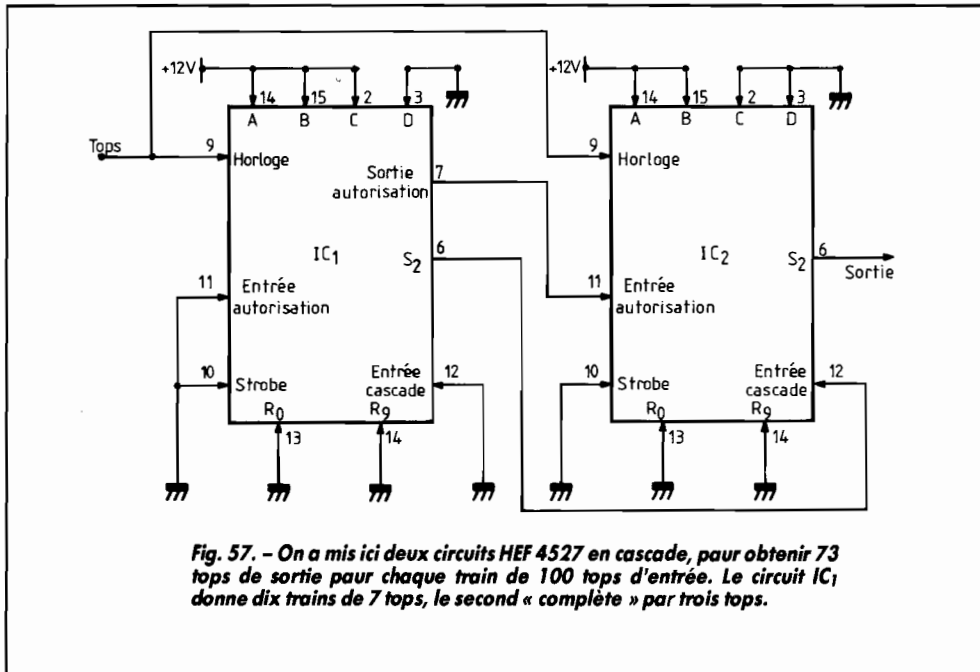 +12V
14 15 2 3
A B C D
+12V
14 15 2 3
A B C D
Tops
9 Horloge
Sortie autorisation 7
IC1
S2 6
11 Entrée autorisation
10 Strobe
Entrée cascade 12
R0 R9
13 14
9 Horloge
IC2
S2 6
Sortie
11 Entrée autorisation
10 Strobe
Entrée cascade 12
R0 R9
13 14
Fig. 57. – On a mis ici deux circuits HEF 4527 en cascade, paur obtenir 73
tops de sortie paur chaque train de 100 tops d'entrée. Le circuit IC1
donne dix trains de 7 tops, le second « complète » par trois tops.